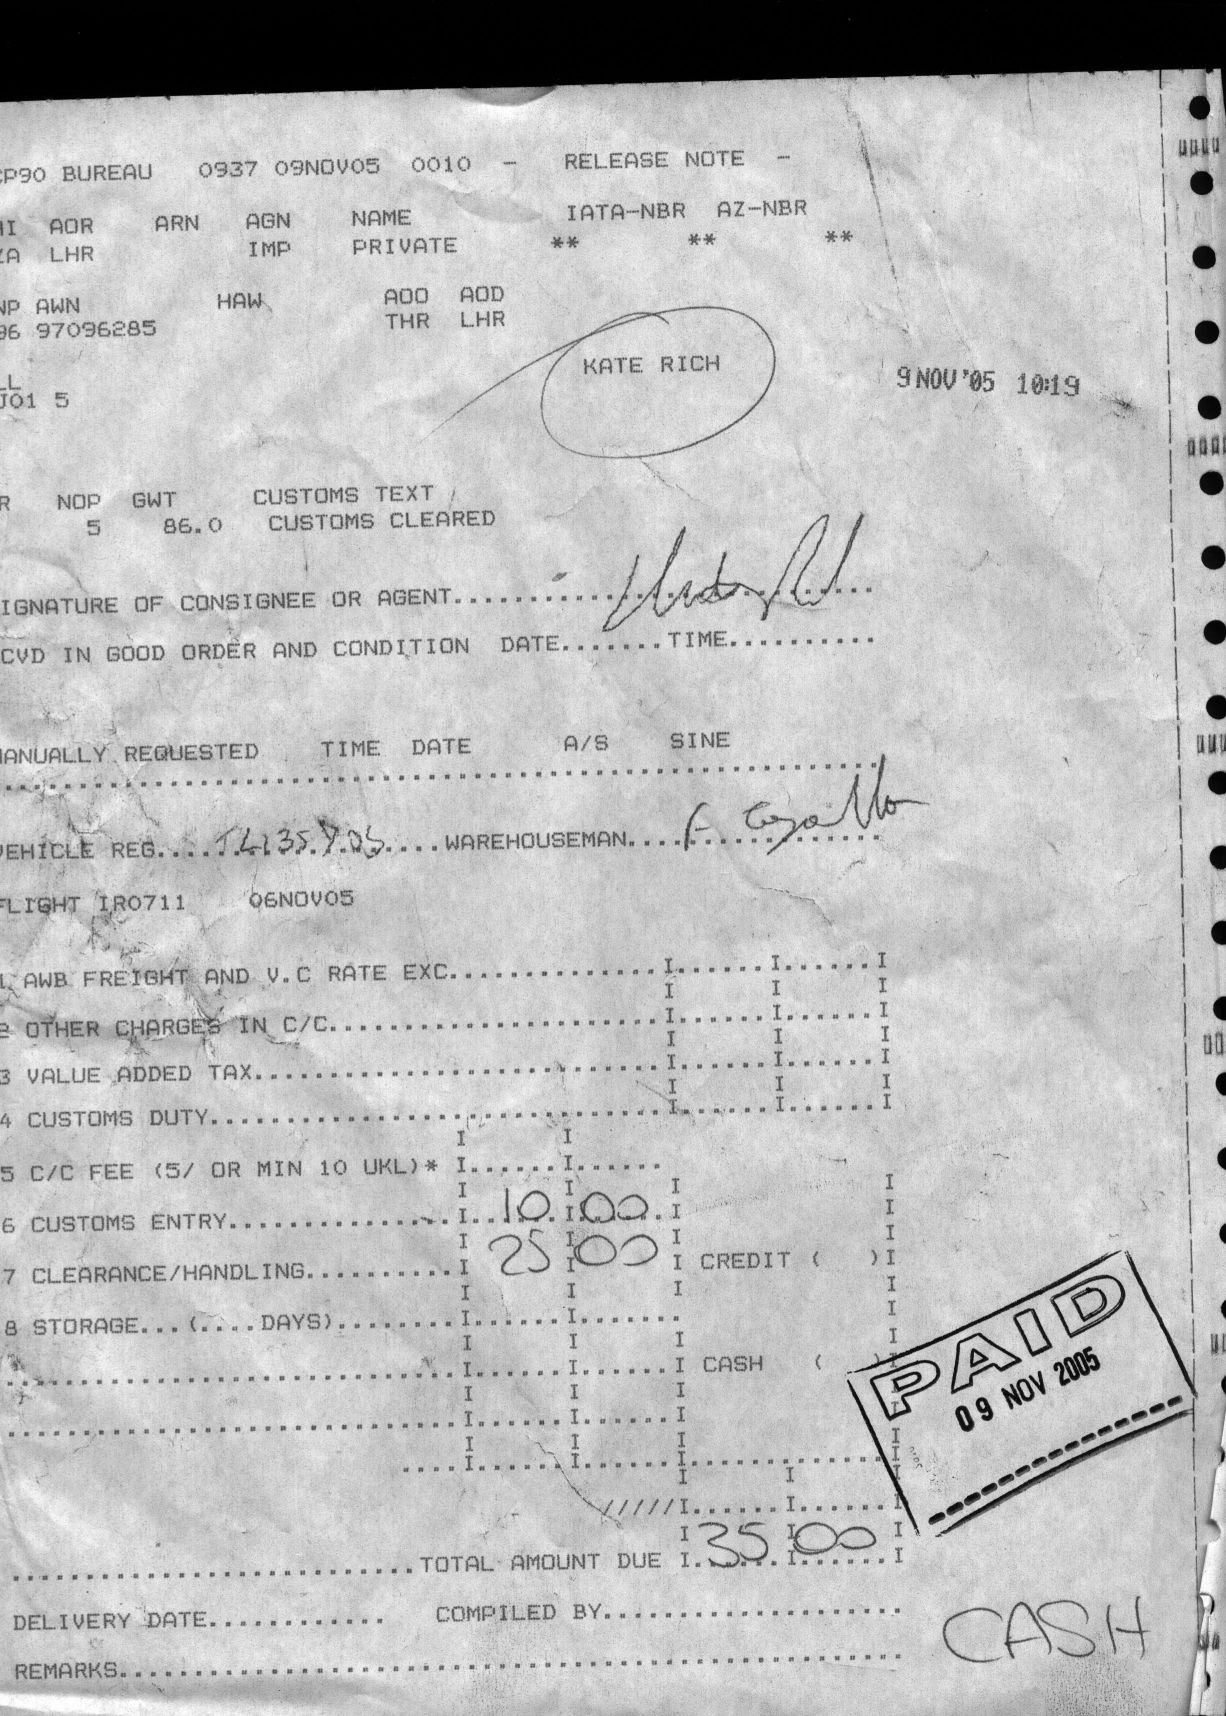 CP90 BUREAU 0937 09NOV05 0010 - RELEASE NOTE -
HI AOR ARN AGN NAME IATA-NBR AZ-NBR
ZA LHR IMP PRIVATE ** ** **
NP AWN HAW AOO AOD
96 97096285 THR LHR
KATE RICH
9 NOV '05 10:19
LL
JO1 5
R NOP GWT CUSTOMS TEXT
5 86.0 CUSTOMS CLEARED
IGNATURE OF CONSIGNEE OR AGENT............................
CVD IN GOOD ORDER AND CONDITION DATE.......TIME..........
MANUALLY REQUESTED TIME DATE A/S SINE
VEHICLE REG...............WAREHOUSEMAN.................
FLIGHT IR0711 06NOV05
1 AWB FREIGHT AND V.C RATE EXC..............I.......I.......I
2 OTHER CHARGES IN C/C......................I.......I.......I
3 VALUE ADDED TAX...........................I.......I.......I
4 CUSTOMS DUTY..............................I.......I.......I
5 C/C FEE (5/ OR MIN 10 UKL)* I......I......
6 CUSTOMS ENTRY...............I 10 I 00 I
7 CLEARANCE/HANDLING..........I 25 I 00 I CREDIT ( )I
8 STORAGE...(....DAYS)........I......I.......
CASH ( )
PAID
09 NOV 2005
/////I.......I.......I
TOTAL AMOUNT DUE I 35 I 00 I
DELIVERY DATE............ COMPILED BY....................
CASH
REMARKS....................................................